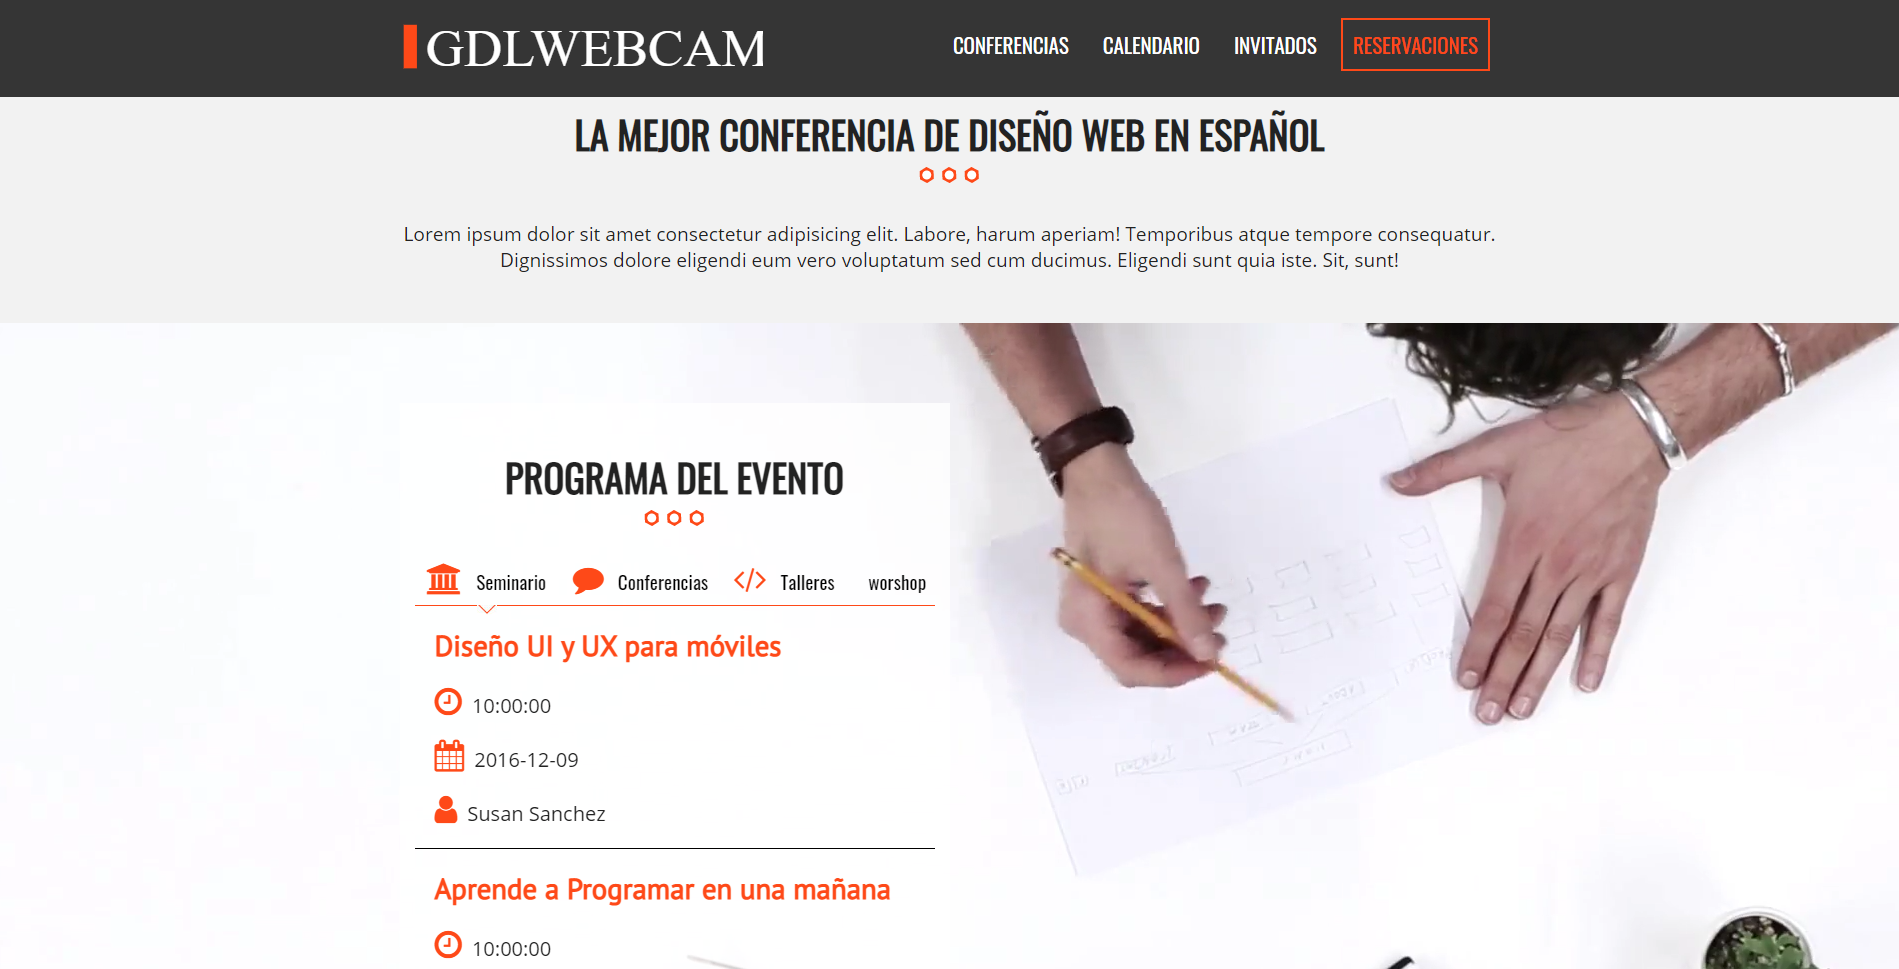 GDLWEBCAM
CONFERENCIAS CALENDARIO INVITADOS RESERVACIONES
LA MEJOR CONFERENCIA DE DISEÑO WEB EN ESPAÑOL
Lorem ipsum dolor sit amet consectetur adipisicing elit. Labore, harum aperiam! Temporibus atque tempore consequatur.
Dignissimos dolore eligendi eum vero voluptatum sed cum ducimus. Eligendi sunt quia iste. Sit, sunt!
PROGRAMA DEL EVENTO
Seminario Conferencias Talleres worshop
Diseño UI y UX para móviles
10:00:00
2016-12-09
Susan Sanchez
Aprende a Programar en una mañana
10:00:00